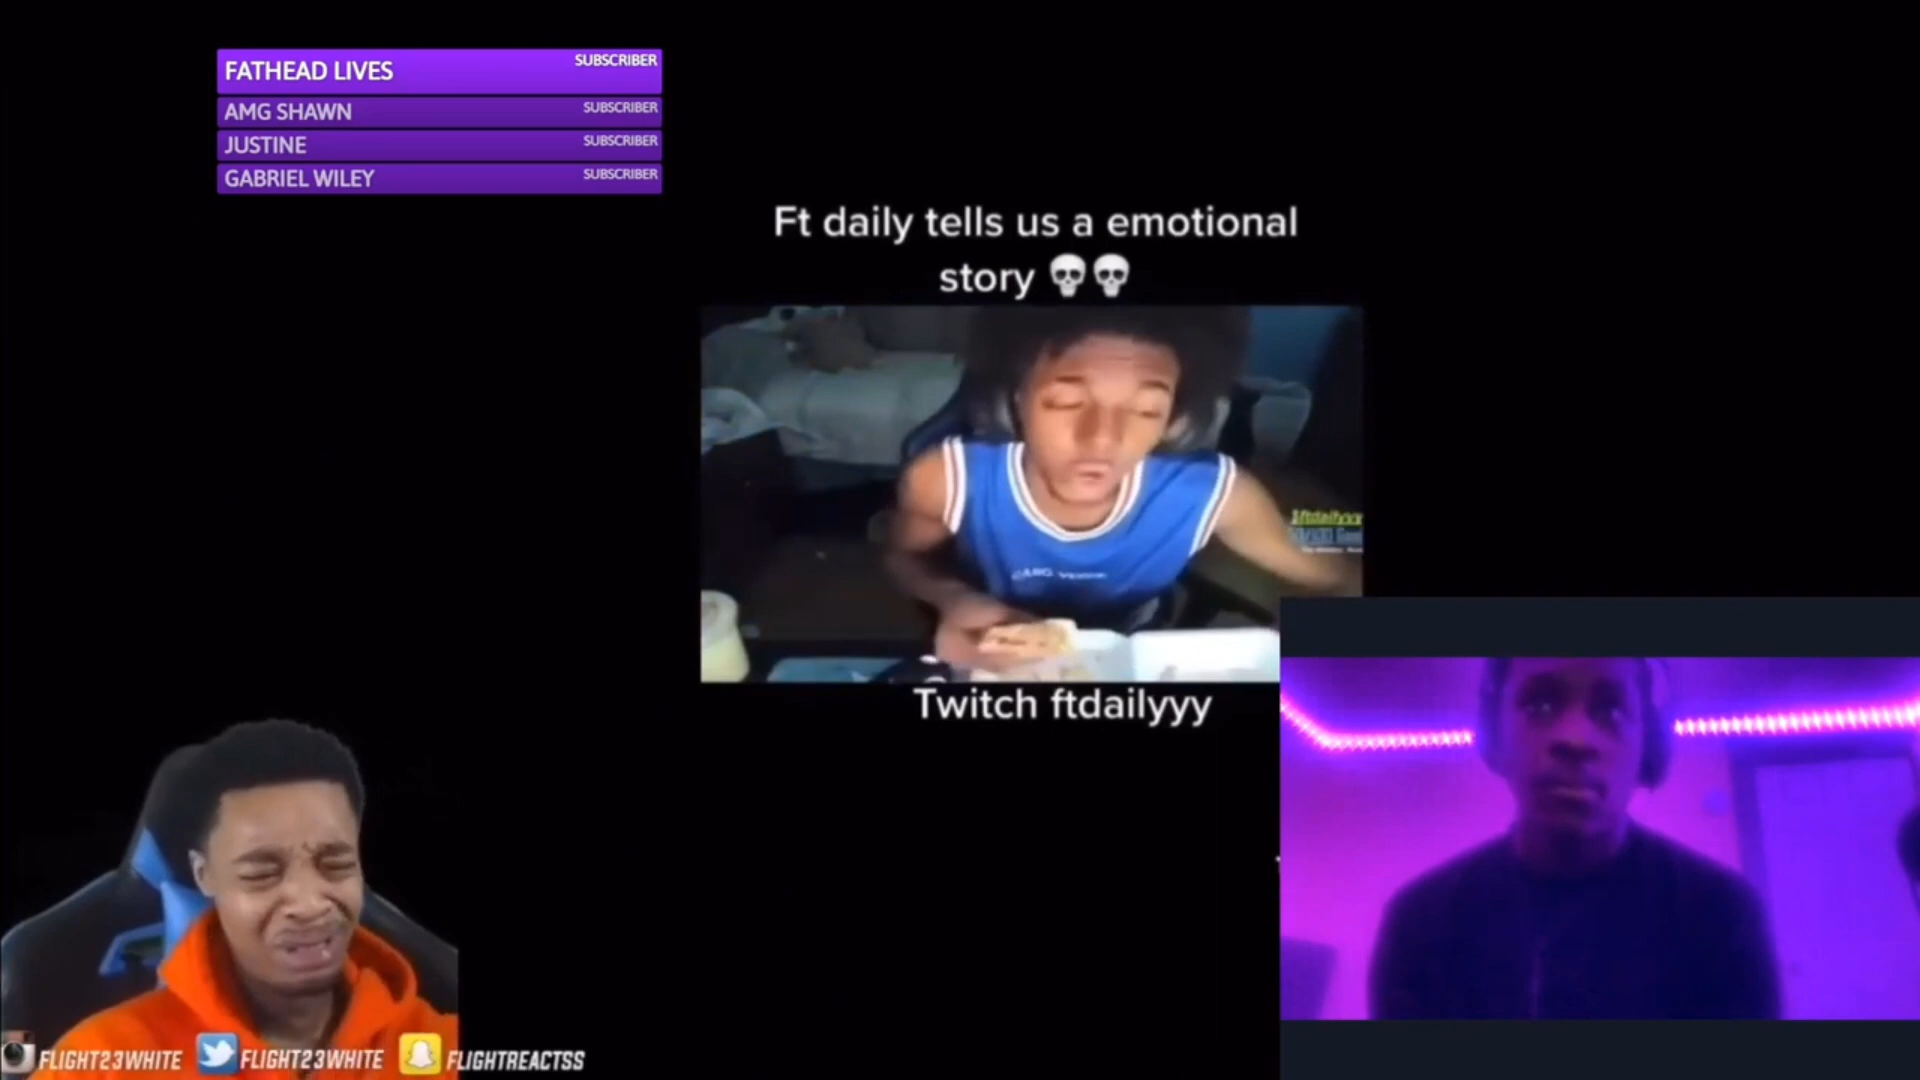 FATHEAD LIVES SUBSCRIBER
AMG SHAWN SUBSCRIBER
JUSTINE SUBSCRIBER
GABRIEL WILEY SUBSCRIBER
Ft daily tells us a emotional
story 💀💀
Twitch ftdailyyy
FLIGHT23WHITE FLIGHT23WHITE FLIGHTREACTSS